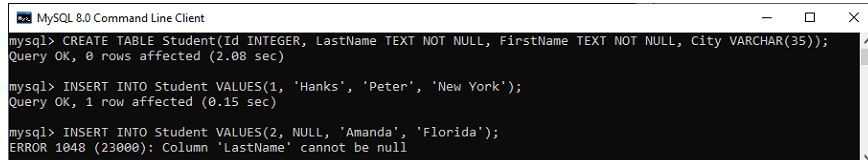 MySQL 8.0 Command Line Client
mysql> CREATE TABLE Student(Id INTEGER, LastName TEXT NOT NULL, FirstName TEXT NOT NULL, City VARCHAR(35));
Query OK, 0 rows affected (2.08 sec)
mysql> INSERT INTO Student VALUES(1, 'Hanks', 'Peter', 'New York');
Query OK, 1 row affected (0.15 sec)
mysql> INSERT INTO Student VALUES(2, NULL, 'Amanda', 'Florida');
ERROR 1048 (23000): Column 'LastName' cannot be null